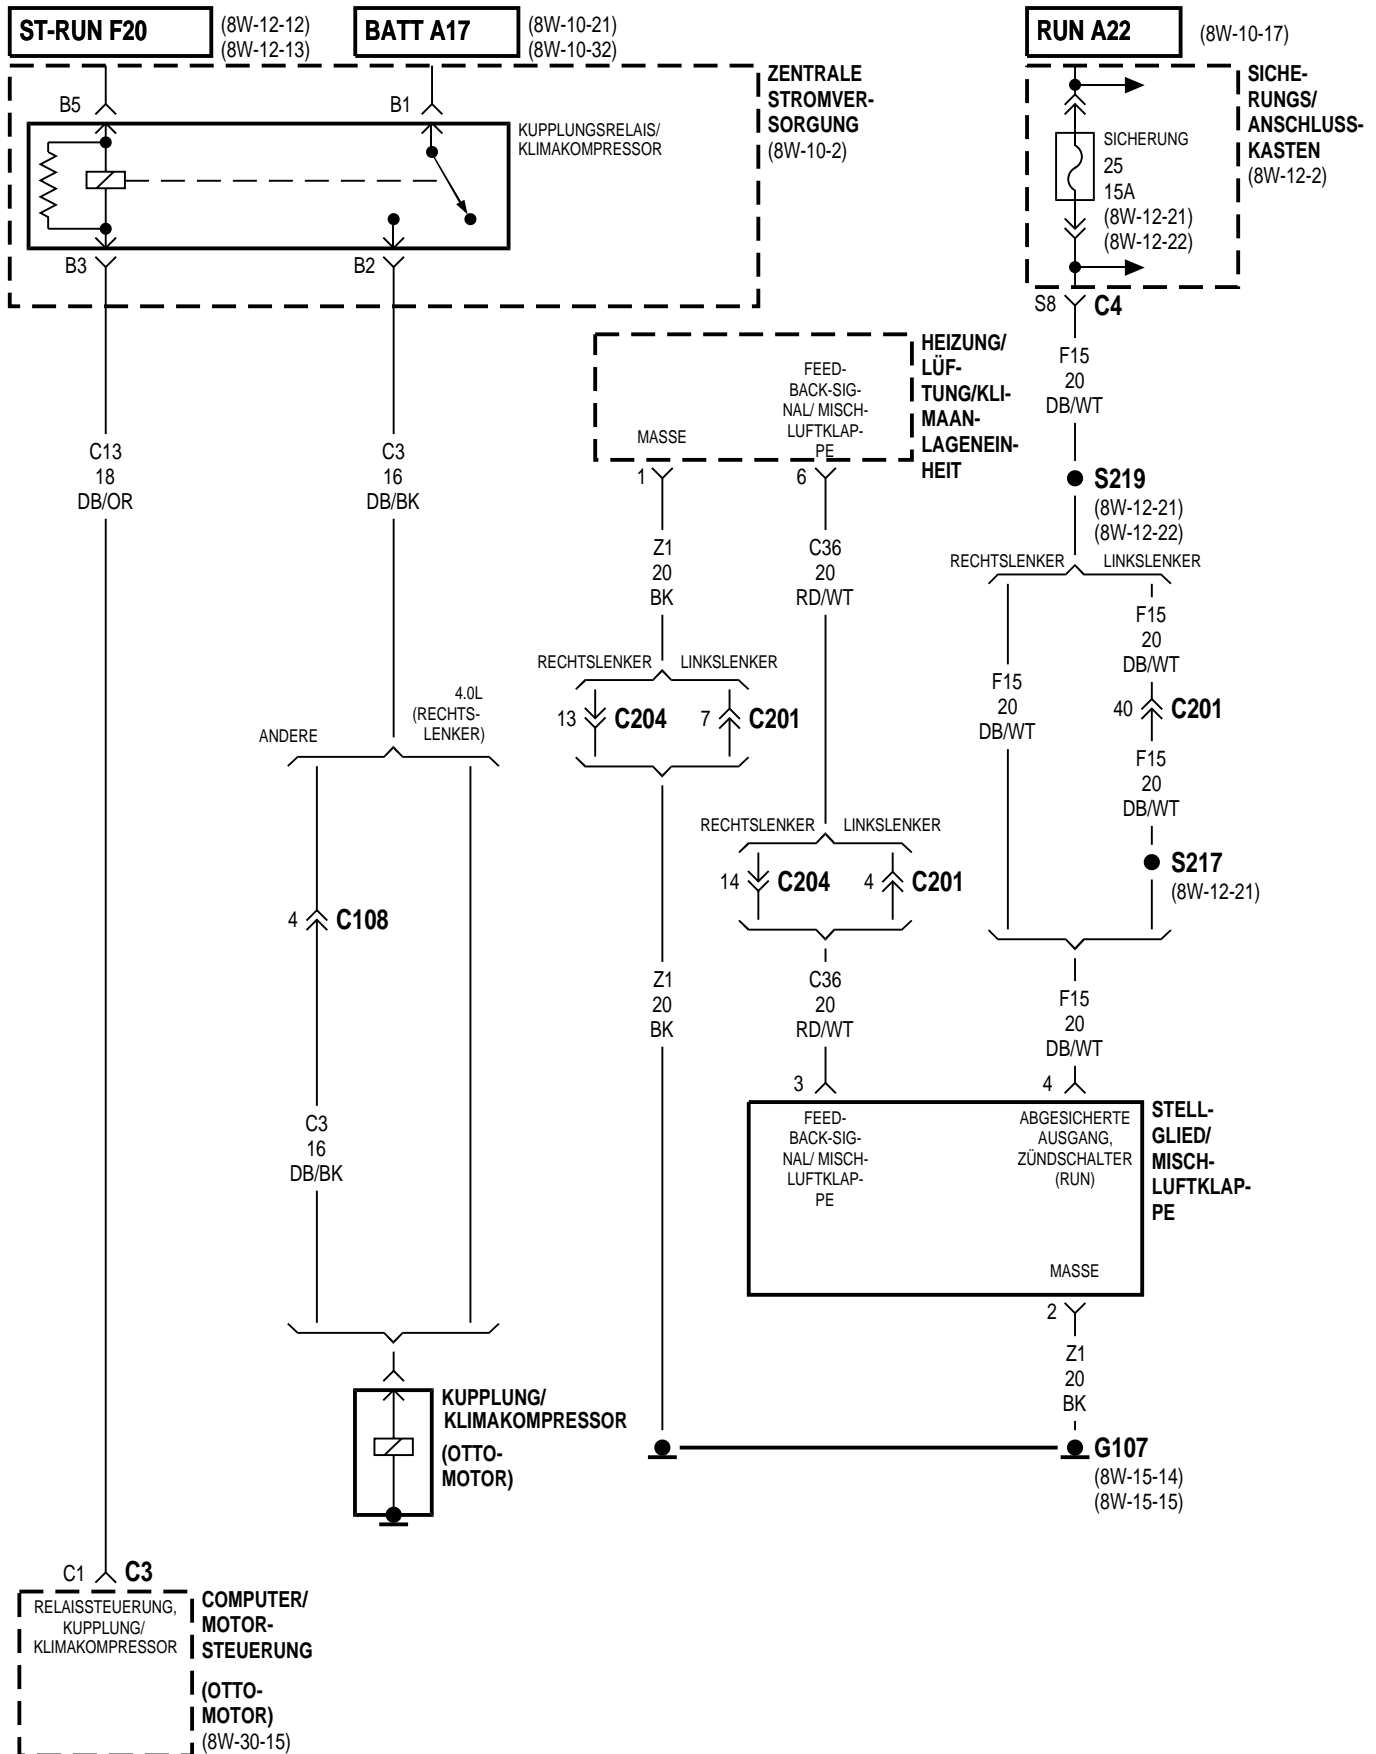 ST-RUN F20
(8W-12-12)
(8W-12-13)
BATT A17
(8W-10-21)
(8W-10-32)
RUN A22
(8W-10-17)
ZENTRALE
STROMVER-
SORGUNG
(8W-10-2)
B5
B1
KUPPLUNGSRELAIS/
KLIMAKOMPRESSOR
B3
B2
SICHE-
RUNGS/
ANSCHLUSS-
KASTEN
(8W-12-2)
SICHERUNG
25
15A
(8W-12-21)
(8W-12-22)
S8
C4
F15
20
DB/WT
HEIZUNG/
LÜF-
TUNG/KLI-
MAAN-
LAGENEIN-
HEIT
FEED-
BACK-SIG-
NAL/ MISCH-
LUFTKLAP-
PE
MASSE
1
6
C13
18
DB/OR
C3
16
DB/BK
S219
(8W-12-21)
(8W-12-22)
Z1
20
BK
C36
20
RD/WT
RECHTSLENKER
LINKSLENKER
F15
20
DB/WT
F15
20
DB/WT
40
C201
F15
20
DB/WT
S217
(8W-12-21)
RECHTSLENKER
LINKSLENKER
13
C204
7
C201
4.0L
(RECHTS-
LENKER)
ANDERE
RECHTSLENKER
LINKSLENKER
14
C204
4
C201
4
C108
Z1
20
BK
C36
20
RD/WT
F15
20
DB/WT
3
4
FEED-
BACK-SIG-
NAL/ MISCH-
LUFTKLAP-
PE
ABGESICHERTE
AUSGANG,
ZÜNDSCHALTER
(RUN)
STELL-
GLIED/
MISCH-
LUFTKLAP-
PE
MASSE
C3
16
DB/BK
2
Z1
20
BK
KUPPLUNG/
KLIMAKOMPRESSOR
(OTTO-
MOTOR)
G107
(8W-15-14)
(8W-15-15)
C1
C3
RELAISSTEUERUNG,
KUPPLUNG/
KLIMAKOMPRESSOR
COMPUTER/
MOTOR-
STEUERUNG
(OTTO-
MOTOR)
(8W-30-15)